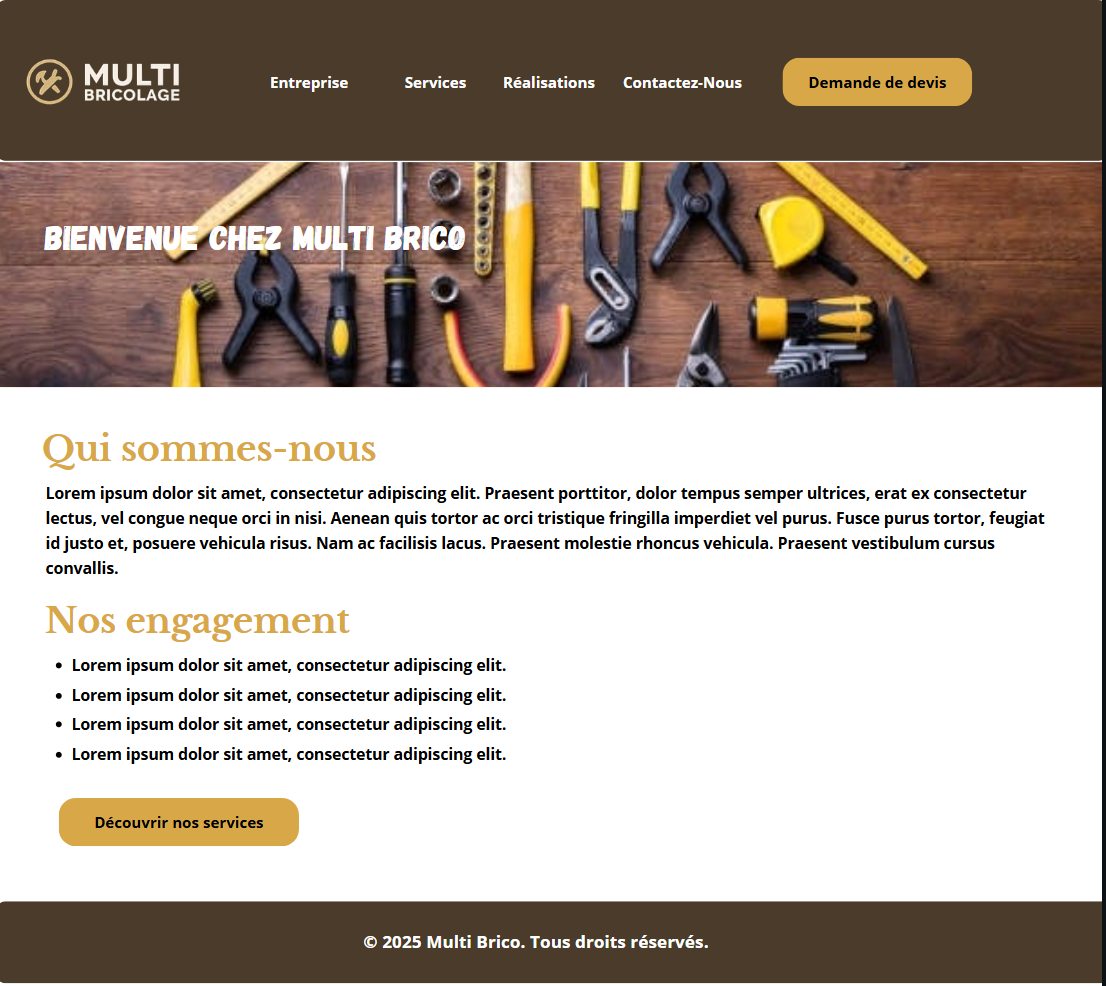 MULTI
BRICOLAGE
Entreprise
Services
Réalisations
Contactez-Nous
Demande de devis
BIENVENUE CHEZ MULTI BRICO
Qui sommes-nous
Lorem ipsum dolor sit amet, consectetur adipiscing elit. Praesent porttitor, dolor tempus semper ultrices, erat ex consectetur
lectus, vel congue neque orci in nisi. Aenean quis tortor ac orci tristique fringilla imperdiet vel purus. Fusce purus tortor, feugiat
id justo et, posuere vehicula risus. Nam ac facilisis lacus. Praesent molestie rhoncus vehicula. Praesent vestibulum cursus
convallis.
Nos engagement
• Lorem ipsum dolor sit amet, consectetur adipiscing elit.
• Lorem ipsum dolor sit amet, consectetur adipiscing elit.
• Lorem ipsum dolor sit amet, consectetur adipiscing elit.
• Lorem ipsum dolor sit amet, consectetur adipiscing elit.
Découvrir nos services
© 2025 Multi Brico. Tous droits réservés.